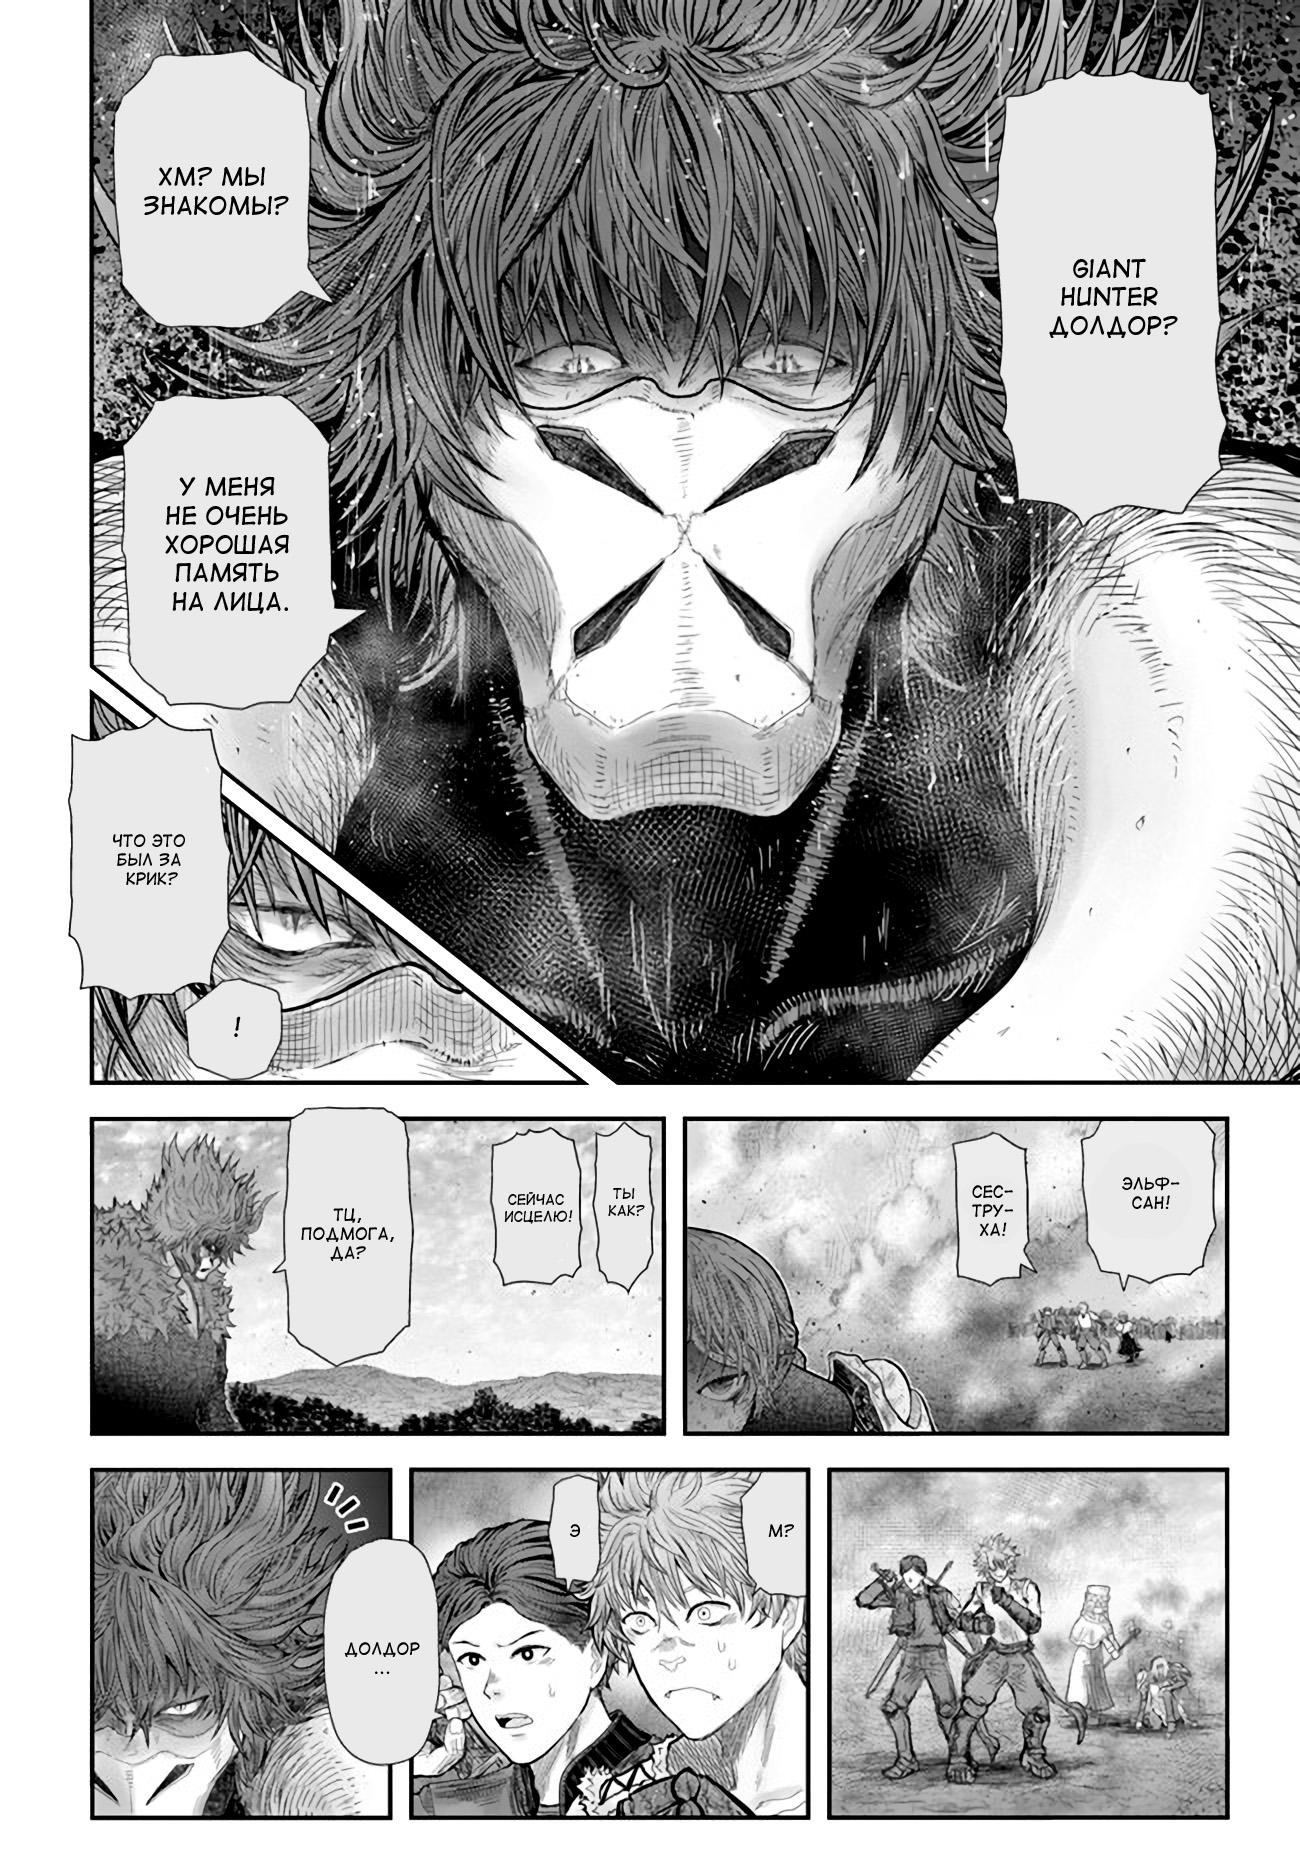 GIANT
HUNTER
ДОЛДОР?
ХМ? МЫ
ЗНАКОМЫ?
У МЕНЯ
НЕ ОЧЕНЬ
ХОРОШАЯ
ПАМЯТЬ
НА ЛИЦА.
ЧТО ЭТО
БЫЛ ЗА
КРИК?
!
ЭЛЬФ-
САН!
СЕС-
ТРУ-
ХА!
ТЫ
КАК?
СЕЙЧАС
ИСЦЕЛЮ!
ТЦ,
ПОДМОГА,
ДА?
М?
Э
ДОЛДОР
...